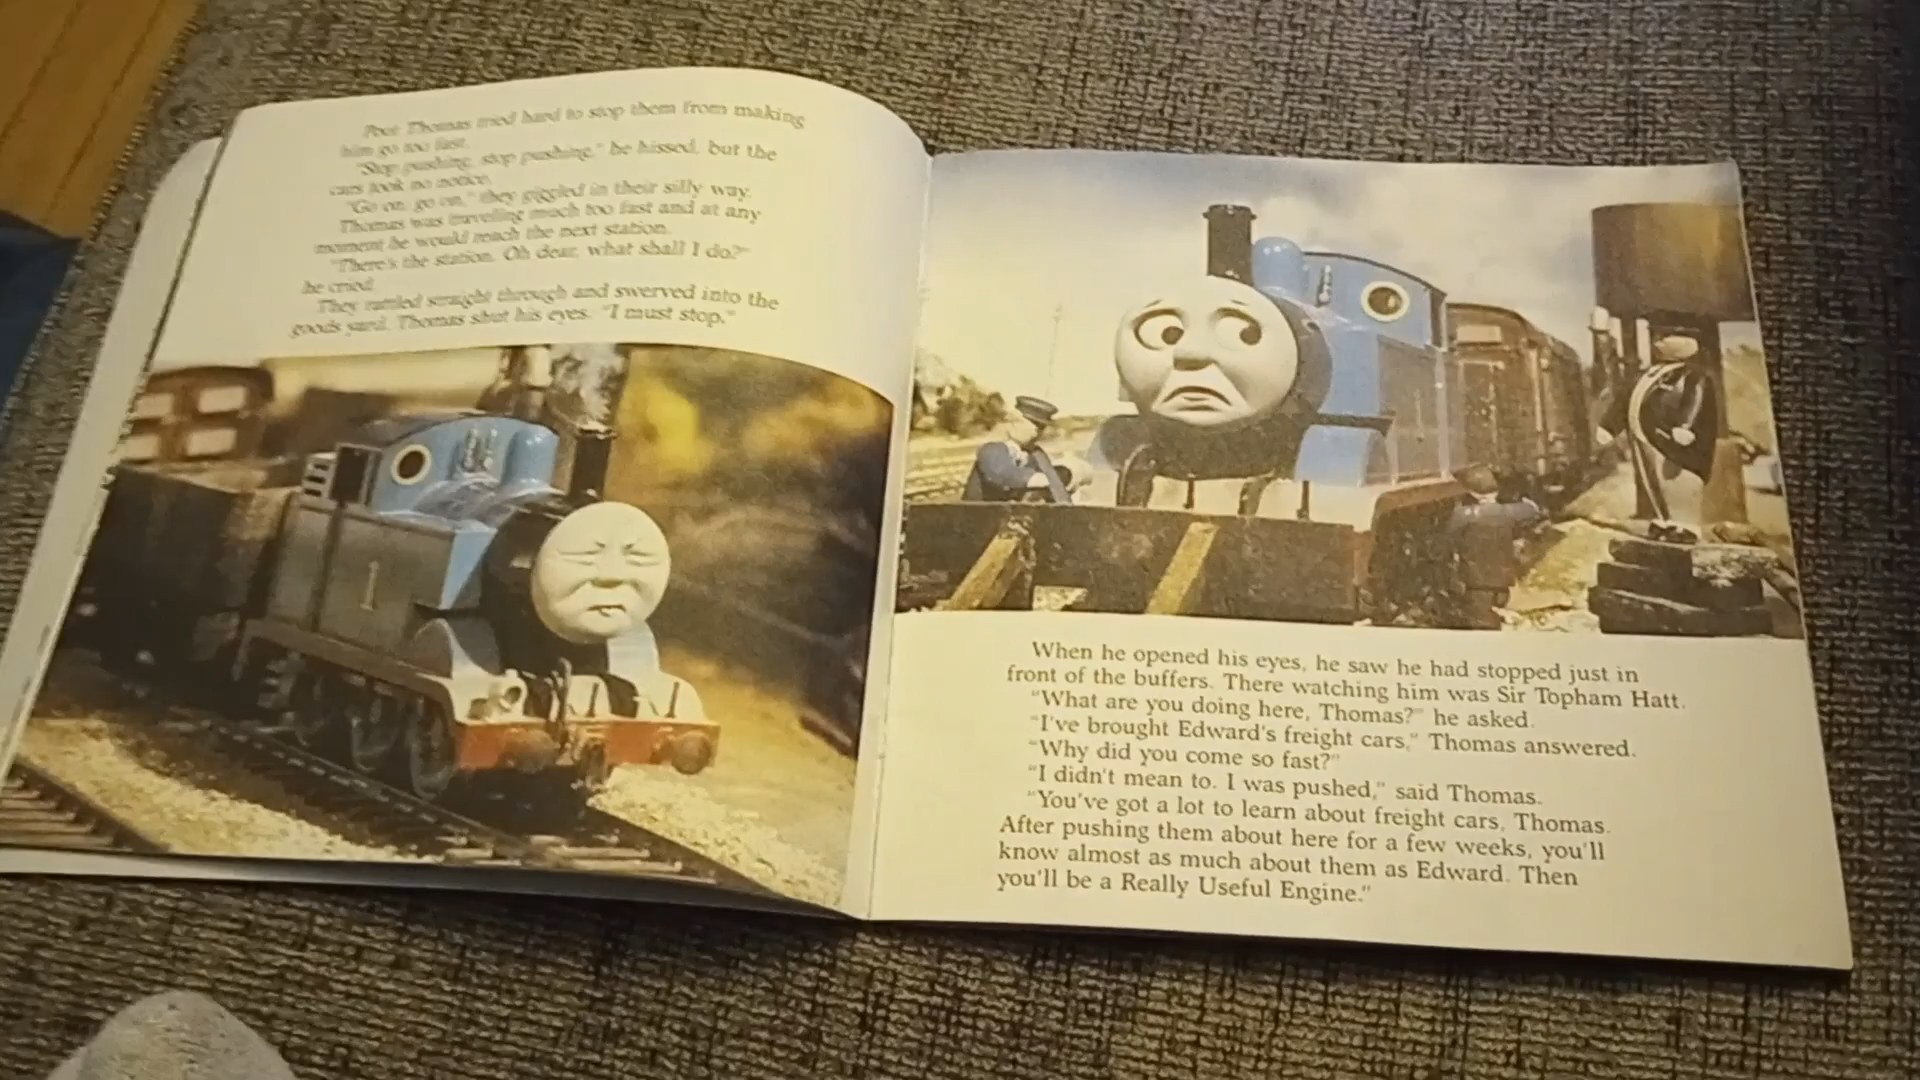 Poor Thomas tried hard to stop them from making
him go too fast.
"Stop pushing, stop pushing," he hissed, but the
cars took no notice.
"Go on, go on," they giggled in their silly way.
Thomas was travelling much too fast and at any
moment he would reach the next station.
"There's the station. Oh dear, what shall I do?"
he cried.
They rattled straight through and swerved into the
goods yard. Thomas shut his eyes. "I must stop."
1
When he opened his eyes, he saw he had stopped just in
front of the buffers. There watching him was Sir Topham Hatt.
"What are you doing here, Thomas?" he asked.
"I've brought Edward's freight cars," Thomas answered.
"Why did you come so fast?"
"I didn't mean to. I was pushed," said Thomas.
"You've got a lot to learn about freight cars, Thomas.
After pushing them about here for a few weeks, you'll
know almost as much about them as Edward. Then
you'll be a Really Useful Engine."